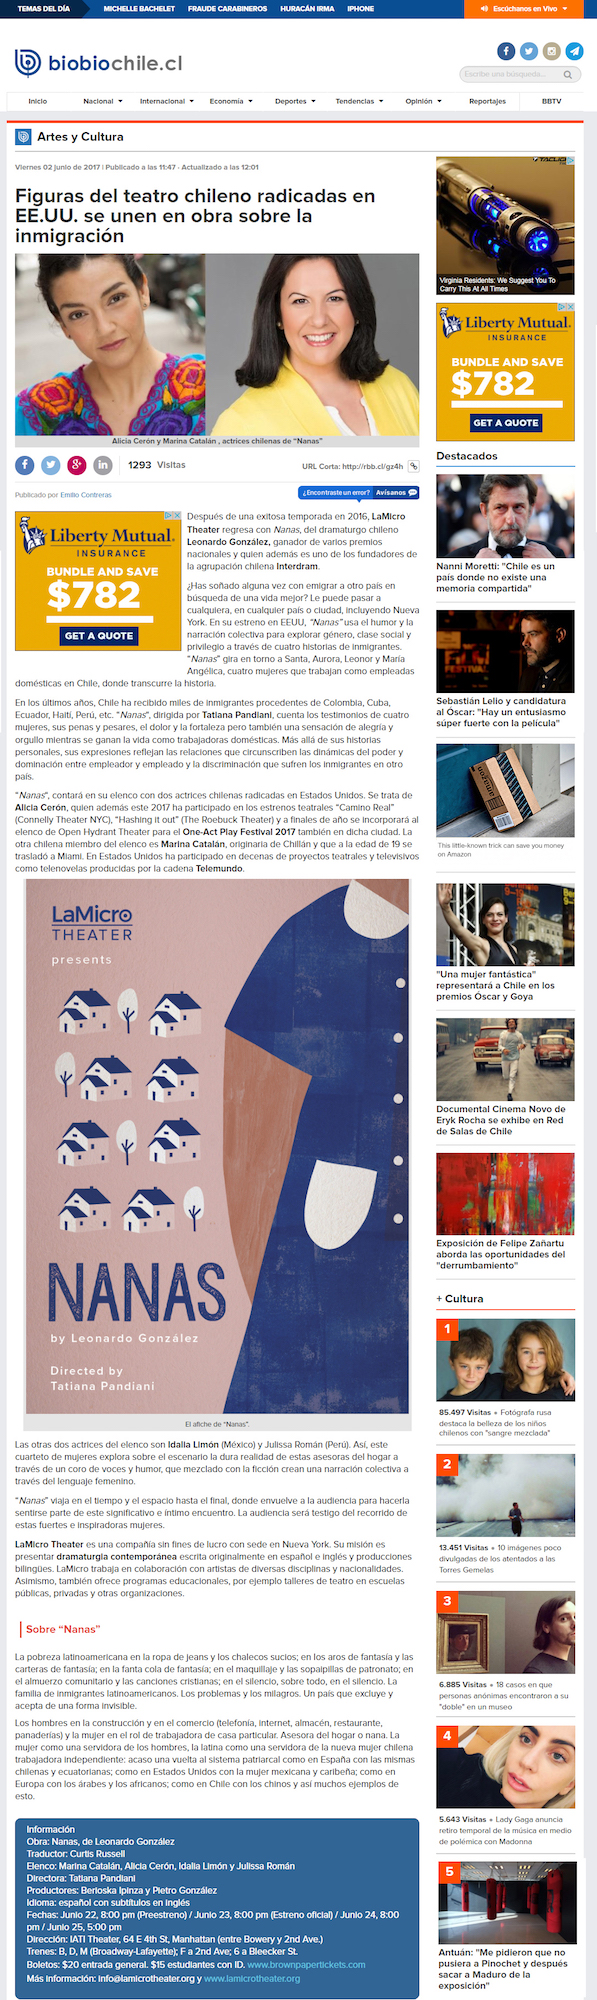 TEMAS DEL DÍA
MICHELLE BACHELET FRAUDE CARABINEROS HURACÁN IRMA IPHONE
Escúchanos en Vivo
biobiochile.cl
Escribe una búsqueda...
Inicio Nacional Internacional Economía Deportes Tendencias Opinión Reportajes BBTV
Artes y Cultura
Viernes 02 junio de 2017 | Publicado a las 11:47 · Actualizado a las 12:01
Figuras del teatro chileno radicadas en
EE.UU. se unen en obra sobre la
inmigración
Alicia Cerón y Marina Catalán , actrices chilenas de “Nanas”
1293 Visitas
URL Corta: http://rbb.cl/gz4h
Publicado por Emilio Contreras
¿Encontraste un error? Avísanos
Liberty Mutual.
INSURANCE
BUNDLE AND SAVE
$782
GET A QUOTE
Después de una exitosa temporada en 2016, LaMicro
Theater regresa con Nanas, del dramaturgo chileno
Leonardo González, ganador de varios premios
nacionales y quien además es uno de los fundadores de
la agrupación chilena Interdram.
¿Has soñado alguna vez con emigrar a otro país en
búsqueda de una vida mejor? Le puede pasar a
cualquiera, en cualquier país o ciudad, incluyendo Nueva
York. En su estreno en EEUU, “Nanas” usa el humor y la
narración colectiva para explorar género, clase social y
privilegio a través de cuatro historias de inmigrantes.
“Nanas” gira en torno a Santa, Aurora, Leonor y María
Angélica, cuatro mujeres que trabajan como empleadas
domésticas en Chile, donde transcurre la historia.
En los últimos años, Chile ha recibido miles de inmigrantes procedentes de Colombia, Cuba,
Ecuador, Haití, Perú, etc. “Nanas”, dirigida por Tatiana Pandiani, cuenta los testimonios de cuatro
mujeres, sus penas y pesares, el dolor y la fortaleza pero también una sensación de alegría y
orgullo mientras se ganan la vida como trabajadoras domésticas. Más allá de sus historias
personales, sus expresiones reflejan las relaciones que circunscriben las dinámicas del poder y
dominación entre empleador y empleado y la discriminación que sufren los inmigrantes en otro
país.
“Nanas”, contará en su elenco con dos actrices chilenas radicadas en Estados Unidos. Se trata de
Alicia Cerón, quien además este 2017 ha participado en los estrenos teatrales “Camino Real”
(Connelly Theater NYC), “Hashing it out” (The Roebuck Theater) y a finales de año se incorporará al
elenco de Open Hydrant Theater para el One-Act Play Festival 2017 también en dicha ciudad. La
otra chilena miembro del elenco es Marina Catalán, originaria de Chillán y que a la edad de 19 se
trasladó a Miami. En Estados Unidos ha participado en decenas de proyectos teatrales y televisivos
como telenovelas producidas por la cadena Telemundo.
LaMicro
THEATER
presents
NANAS
by Leonardo González
Directed by
Tatiana Pandiani
El afiche de “Nanas”.
Las otras dos actrices del elenco son Idalia Limón (México) y Julissa Román (Perú). Así, este
cuarteto de mujeres explora sobre el escenario la dura realidad de estas asesoras del hogar a
través de un coro de voces y humor, que mezclado con la ficción crean una narración colectiva a
través del lenguaje femenino.
“Nanas” viaja en el tiempo y el espacio hasta el final, donde envuelve a la audiencia para hacerla
sentirse parte de este significativo e íntimo encuentro. La audiencia será testigo del recorrido de
estas fuertes e inspiradoras mujeres.
LaMicro Theater es una compañía sin fines de lucro con sede en Nueva York. Su misión es
presentar dramaturgia contemporánea escrita originalmente en español e inglés y producciones
bilingües. LaMicro trabaja en colaboración con artistas de diversas disciplinas y nacionalidades.
Asimismo, también ofrece programas educacionales, por ejemplo talleres de teatro en escuelas
públicas, privadas y otras organizaciones.
Sobre “Nanas”
La pobreza latinoamericana en la ropa de jeans y los chalecos sucios; en los aros de fantasía y las
carteras de fantasía; en la fanta cola de fantasía; en el maquillaje y las sopaipillas de patronato; en
el almuerzo comunitario y las canciones cristianas; en el silencio, sobre todo, en el silencio. La
familia de inmigrantes latinoamericanos. Los problemas y los milagros. Un país que excluye y
acepta de una forma invisible.
Los hombres en la construcción y en el comercio (telefonía, internet, almacén, restaurante,
panaderías) y la mujer en el rol de trabajadora de casa particular. Asesora del hogar o nana. La
mujer como una servidora de los hombres, la latina como una servidora de la nueva mujer chilena
trabajadora independiente: acaso una vuelta al sistema patriarcal como en España con las mismas
chilenas y ecuatorianas; como en Estados Unidos con la mujer mexicana y caribeña; como en
Europa con los árabes y los africanos; como en Chile con los chinos y así muchos ejemplos de
esto.
Información
Obra: Nanas, de Leonardo González
Traductor: Curtis Russell
Elenco: Marina Catalán, Alicia Cerón, Idalia Limón y Julissa Román
Directora: Tatiana Pandiani
Productores: Berioska Ipinza y Pietro González
Idioma: español con subtítulos en inglés
Fechas: Junio 22, 8:00 pm (Preestreno) / Junio 23, 8:00 pm (Estreno oficial) / Junio 24, 8:00
pm / Junio 25, 5:00 pm
Dirección: IATI Theater, 64 E 4th St, Manhattan (entre Bowery y 2nd Ave.)
Trenes: B, D, M (Broadway-Lafayette); F a 2nd Ave; 6 a Bleecker St.
Boletos: $20 entrada general. $15 estudiantes con ID. www.brownpapertickets.com
Más información: info@lamicrotheater.org y www.lamicrotheater.org
TACLIGHT
Virginia Residents: We Suggest You To
Carry This At All Times
Liberty Mutual.
INSURANCE
BUNDLE AND SAVE
$782
GET A QUOTE
Destacados
Nanni Moretti: "Chile es un
país donde no existe una
memoria compartida"
FESTIVAL
Sebastián Lelio y candidatura
al Óscar: "Hay un entusiasmo
súper fuerte con la película"
amazon
This little-known trick can save you money
on Amazon
"Una mujer fantástica"
representará a Chile en los
premios Óscar y Goya
Documental Cinema Novo de
Eryk Rocha se exhibe en Red
de Salas de Chile
Exposición de Felipe Zañartu
aborda las oportunidades del
"derrumbamiento"
+ Cultura
1
85.497 Visitas Fotógrafa rusa
destaca la belleza de los niños
chilenos con "sangre mezclada"
2
13.451 Visitas 10 imágenes poco
divulgadas de los atentados a las
Torres Gemelas
3
6.885 Visitas 18 casos en que
personas anónimas encontraron a su
"doble" en un museo
4
5.643 Visitas Lady Gaga anuncia
retiro temporal de la música en medio
de polémica con Madonna
5
Antuán: "Me pidieron que no
pusiera a Pinochet y después
sacar a Maduro de la
exposición"